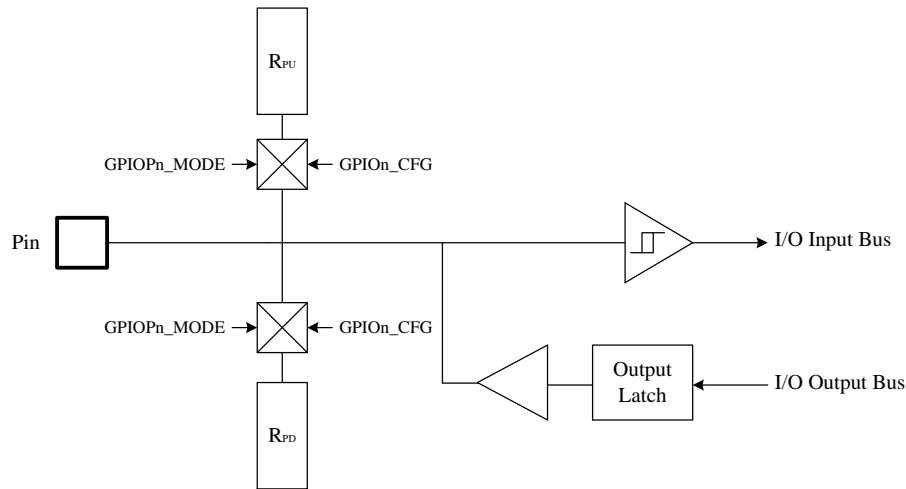 RPU
GPIOPn_MODE
GPIOn_CFG
Pin
I/O Input Bus
GPIOPn_MODE
GPIOn_CFG
Output
Latch
I/O Output Bus
RPD